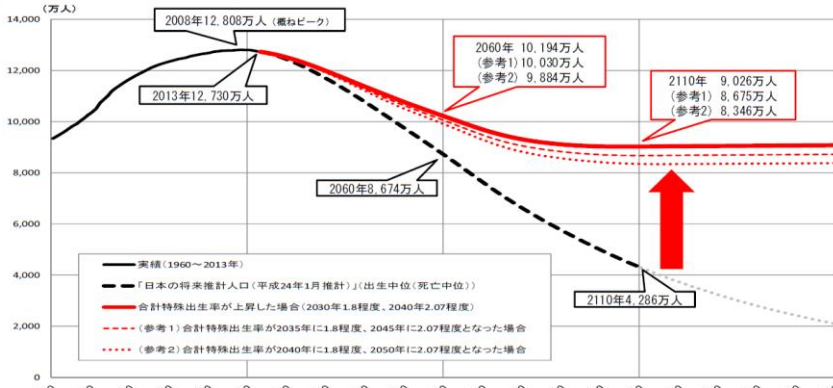 (万人)
14,000
12,000
10,000
8,000
6,000
4,000
2,000
0
2008年12,808万人(概ねピーク)
2013年12,730万人
2060年 10,194万人
(参考1)10,030万人
(参考2) 9,884万人
2110年 9,026万人
(参考1) 8,675万人
(参考2) 8,346万人
2060年8,674万人
2110年4,286万人
実績(1960~2013年)
「日本の将来推計人口(平成24年1月推計)」(出生中位(死亡中位))
合計特殊出生率が上昇した場合(2030年1.8程度、2040年2.07程度)
(参考1)合計特殊出生率が2035年に1.8程度、2045年に2.07程度となった場合
(参考2)合計特殊出生率が2040年に1.8程度、2050年に2.07程度となった場合